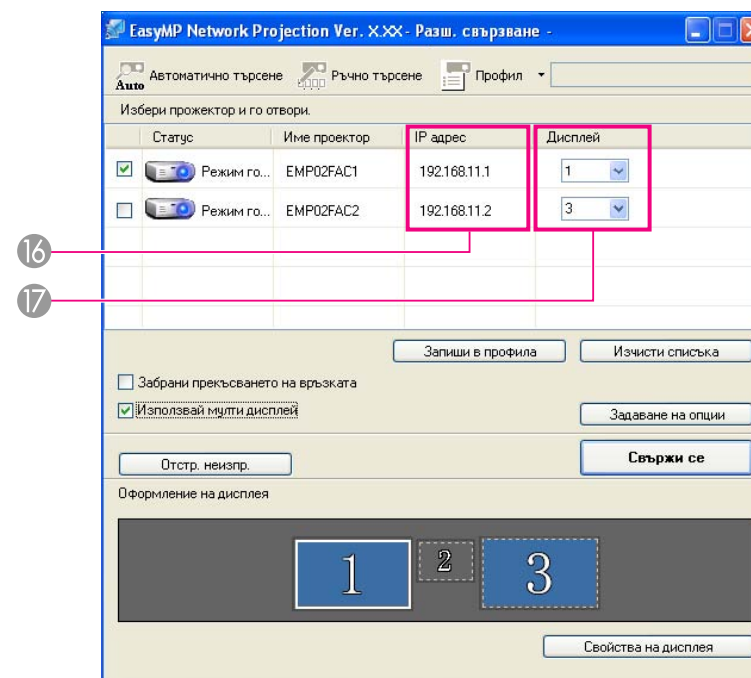 EasyMP Network Projection Ver. X.XX - Разш. свързване -
Auto Автоматично търсене Ръчно търсене Профил
Избери прожектор и го отвори.
Статус Име проектор IP адрес Дисплей
Режим го... EMP02FAC1 192.168.11.1 1
Режим го... EMP02FAC2 192.168.11.2 3
16
17
Запиши в профила Изчисти списъка
Забрани прекъсването на връзката
Използвай мулти дисплей Задаване на опции
Отстр. неизпр. Свържи се
Оформление на дисплея
1 2 3
Свойства на дисплея